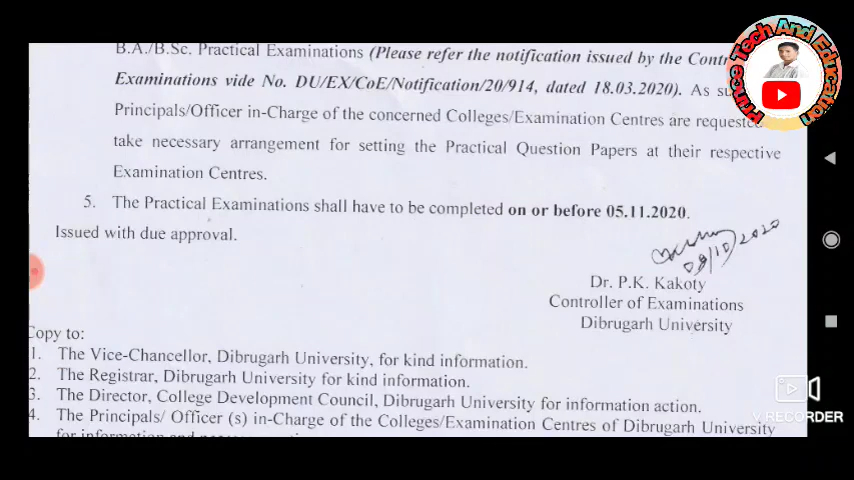 B.A./B.Sc. Practical Examinations (Please refer the notification issued by the
Examinations vide No. DU/EX/CoE/Notification/20/914, dated 18.03.2020). As
Principals/Officer in-Charge of the concerned Colleges/Examination Centres are requested
take necessary arrangement for setting the Practical Question Papers at their respective
Examination Centres.
5. The Practical Examinations shall have to be completed on or before 05.11.2020.
Issued with due approval.
Dr. P.K. Kakoty
Controller of Examinations
Dibrugarh University
Copy to:
1. The Vice-Chancellor, Dibrugarh University, for kind information.
2. The Registrar, Dibrugarh University for kind information.
3. The Director, College Development Council, Dibrugarh University for information action.
4. The Principals/ Officer (s) in-Charge of the Colleges/Examination Centres of Dibrugarh University
for information and
Prince Tech And Education
V.RECORDER